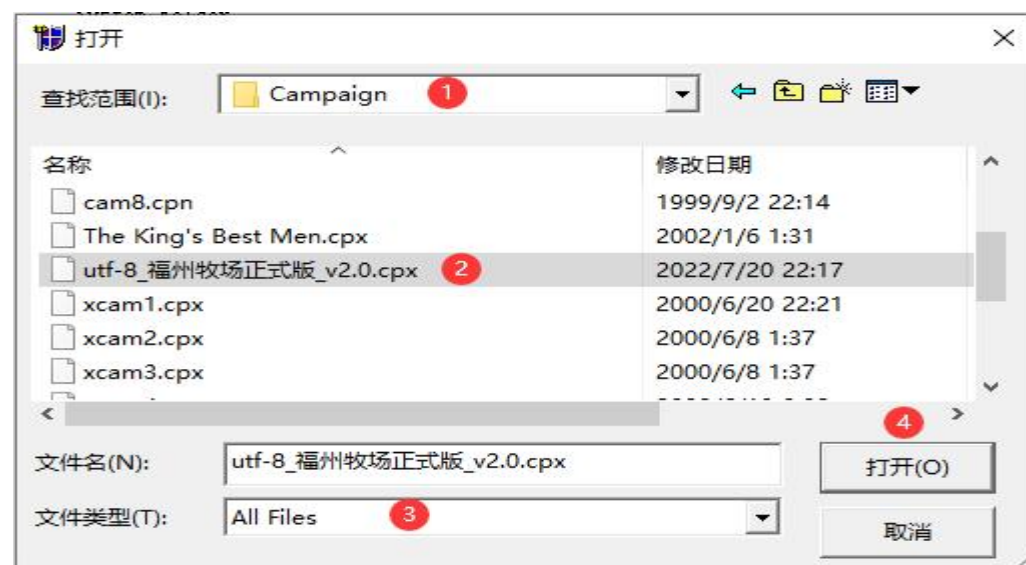 打开
查找范围(I): Campaign 1
名称 修改日期
cam8.cpn 1999/9/2 22:14
The King's Best Men.cpx 2002/1/6 1:31
utf-8_福州牧场正式版_v2.0.cpx 2 2022/7/20 22:17
xcam1.cpx 2000/6/20 22:21
xcam2.cpx 2000/6/8 1:37
xcam3.cpx 2000/6/8 1:37
4
文件名(N): utf-8_福州牧场正式版_v2.0.cpx 打开(O)
文件类型(T): All Files 3 取消